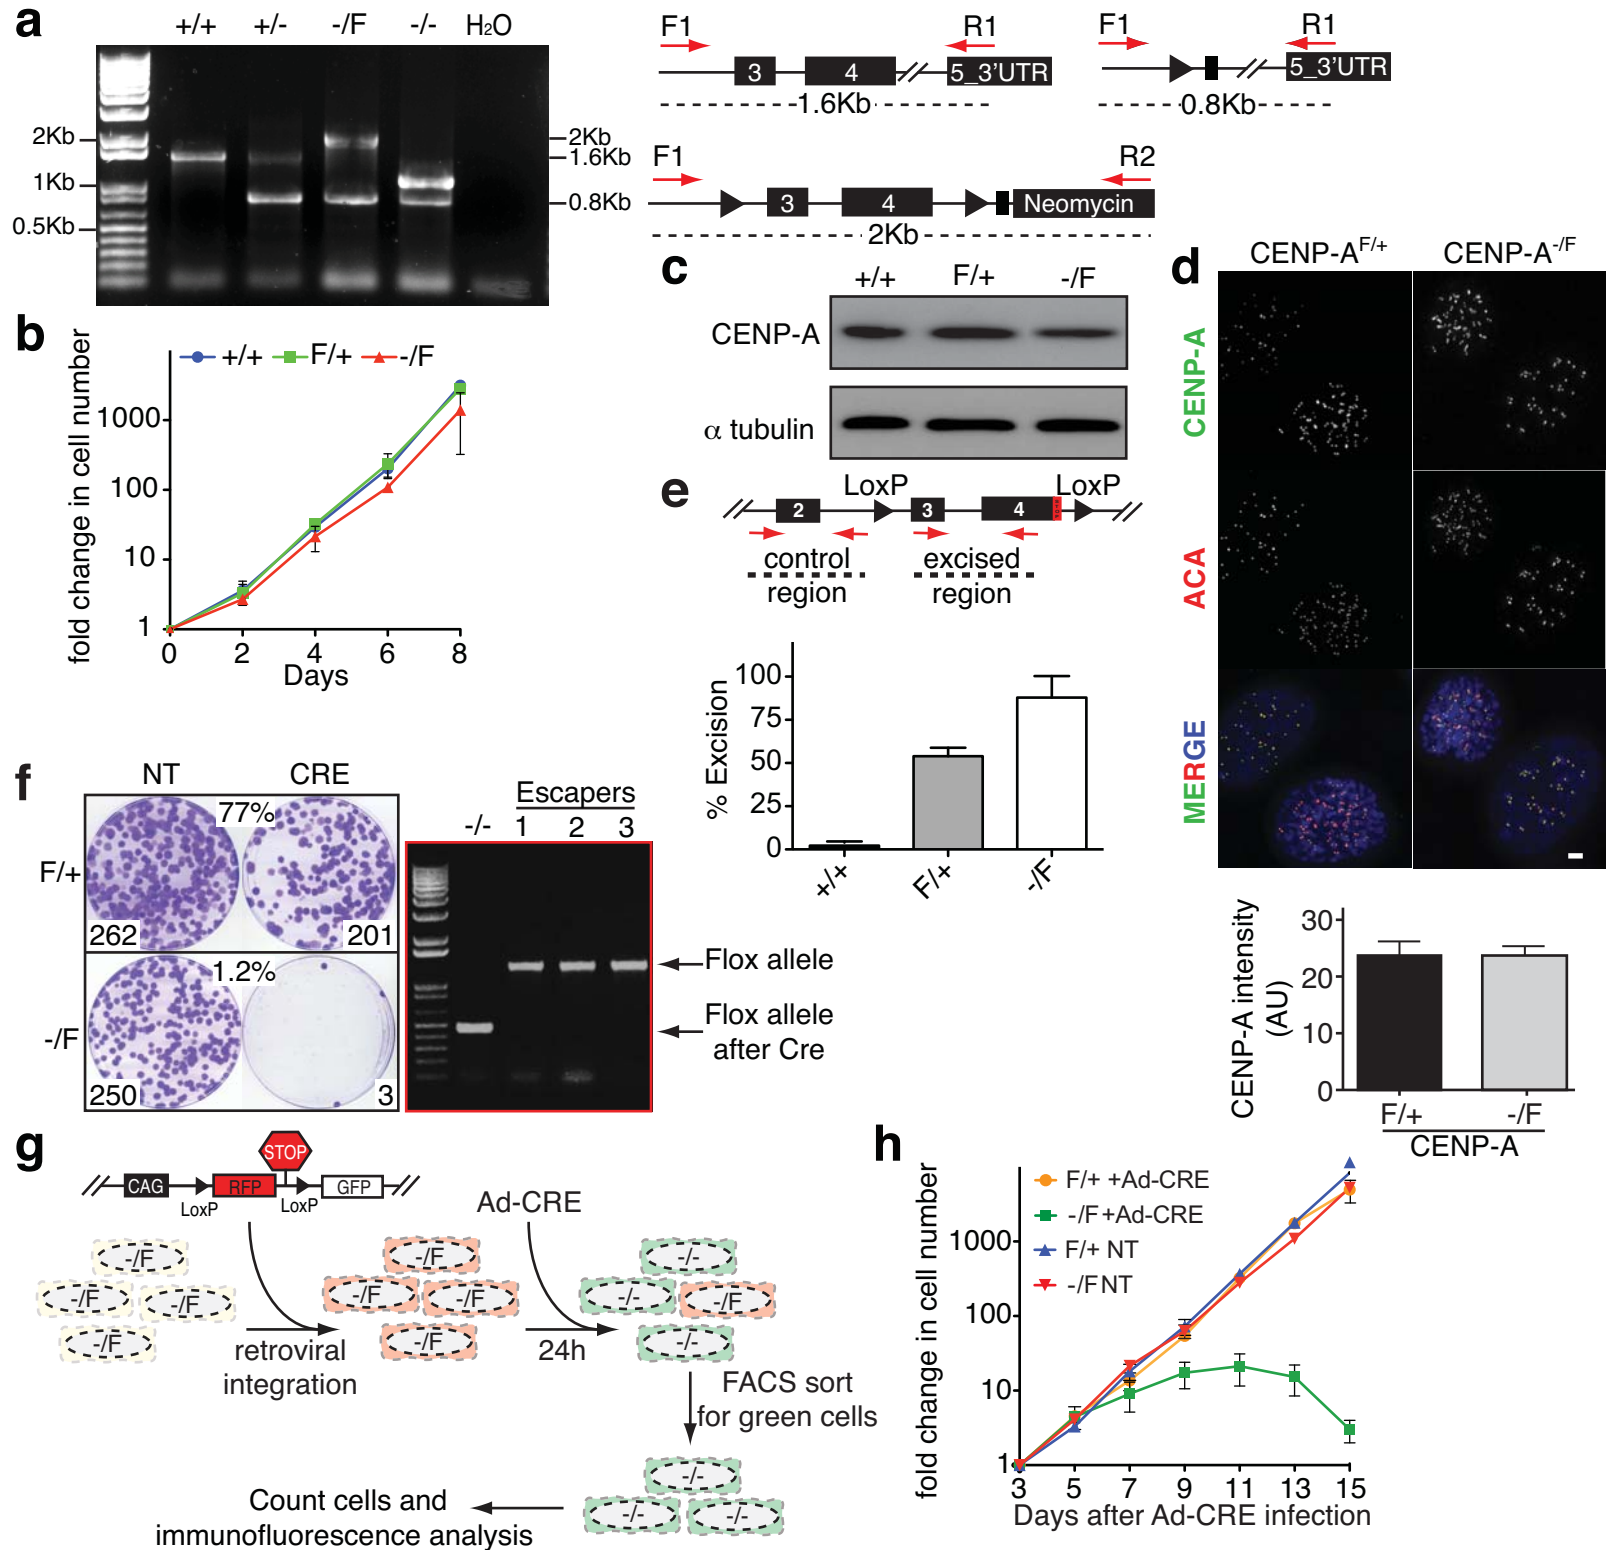 a
+/+ +/- -/F -/- H2O
2Kb
1Kb
0.5Kb
2Kb
1.6Kb
0.8Kb
F1 R1
3 4 5_3'UTR
1.6Kb
F1 R1
5_3'UTR
0.8Kb
F1 R2
3 4 Neomycin
2Kb
b
+/+ F/+ -/F
fold change in cell number
1000
100
10
1
0 2 4 6 8
Days
c
+/+ F/+ -/F
CENP-A
α tubulin
d
CENP-A F/+ CENP-A -/F
CENP-A
ACA
MERGE
CENP-A intensity
(AU)
30
20
10
0
F/+ -/F
CENP-A
e
LoxP LoxP
2 3 4
control
region
excised
region
% Excision
100
75
50
25
0
+/+ F/+ -/F
f
NT CRE
F/+
77%
262 201
-/F
1.2%
250 3
Escapers
-/- 1 2 3
Flox allele
Flox allele
after Cre
g
STOP
CAG RFP GFP
LoxP LoxP
-/F
-/F -/F
-/F
retroviral
integration
-/F
-/F -/F
-/F
Ad-CRE
24h
-/-
-/- -/F
-/-
FACS sort
for green cells
-/-
-/- -/-
Count cells and
immunofluorescence analysis
h
F/+ +Ad-CRE
-/F +Ad-CRE
F/+ NT
-/F NT
fold change in cell number
1000
100
10
1
3 5 7 9 11 13 15
Days after Ad-CRE infection